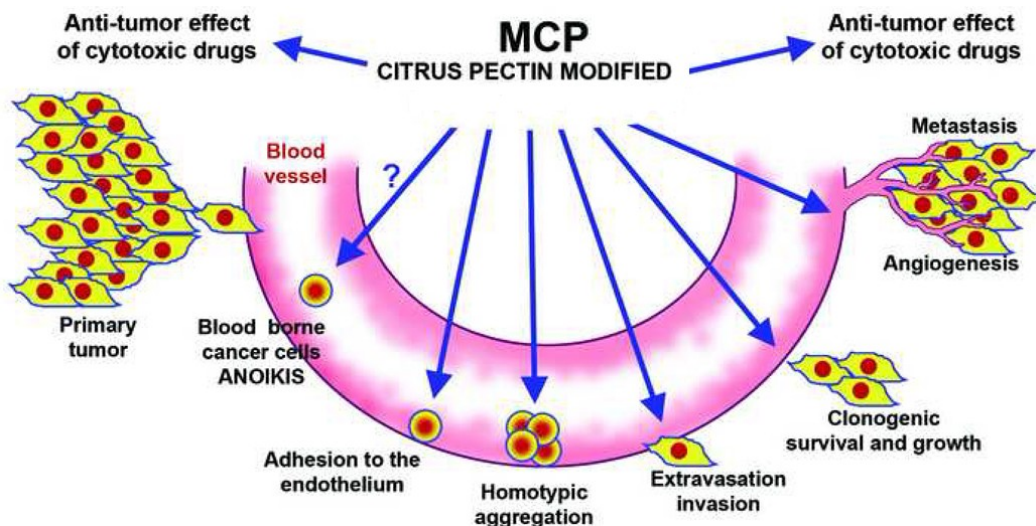 Anti-tumor effect
of cytotoxic drugs
MCP
CITRUS PECTIN MODIFIED
Anti-tumor effect
of cytotoxic drugs
Blood
vessel
?
Metastasis
Angiogenesis
Primary
tumor
Blood borne
cancer cells
ANOIKIS
Adhesion to the
endothelium
Homotypic
aggregation
Extravasation
invasion
Clonogenic
survival and growth